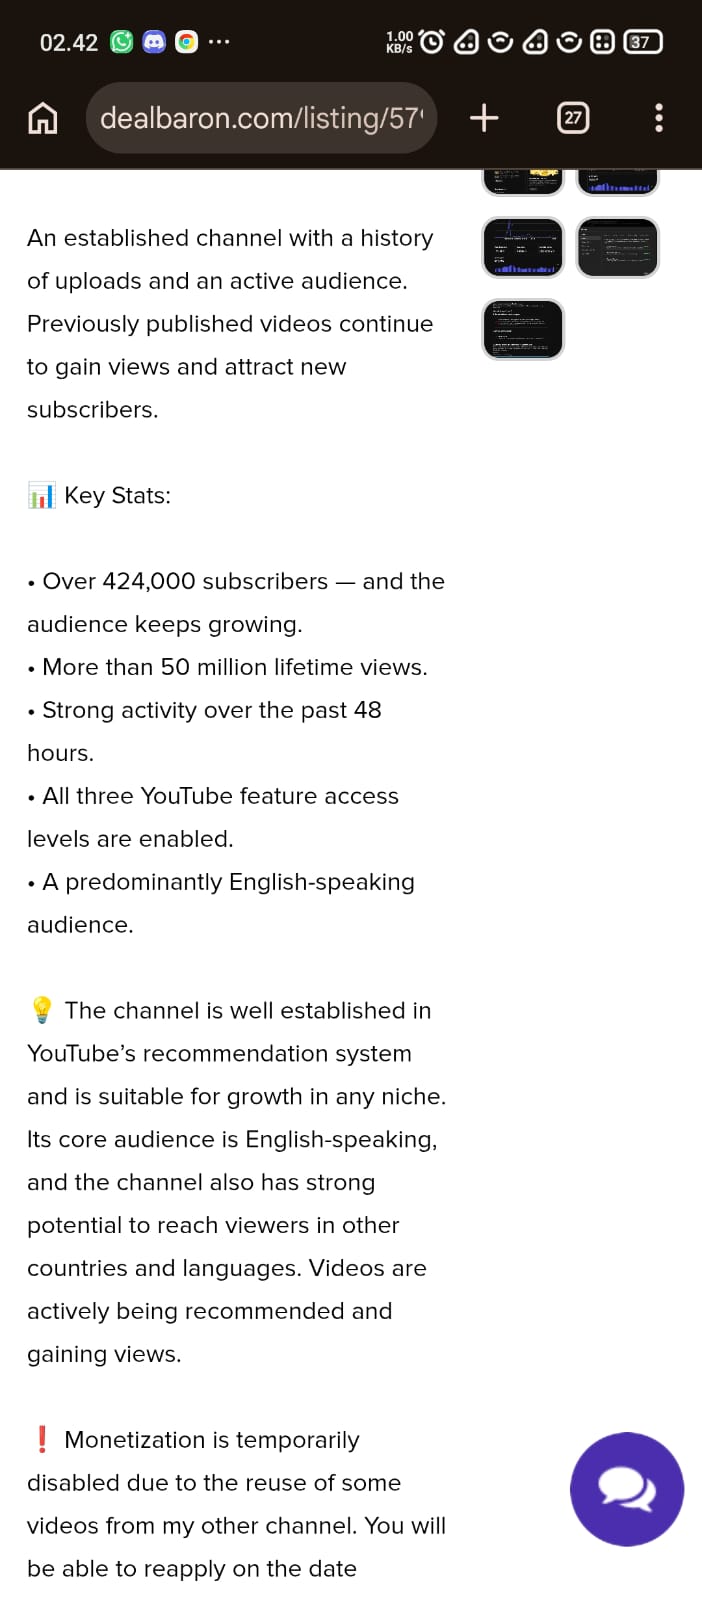 02.42
1.00
KB/s
37
dealbaron.com/listing/57
27
An established channel with a history
of uploads and an active audience.
Previously published videos continue
to gain views and attract new
subscribers.
📊 Key Stats:
• Over 424,000 subscribers — and the
audience keeps growing.
• More than 50 million lifetime views.
• Strong activity over the past 48
hours.
• All three YouTube feature access
levels are enabled.
• A predominantly English-speaking
audience.
💡 The channel is well established in
YouTube’s recommendation system
and is suitable for growth in any niche.
Its core audience is English-speaking,
and the channel also has strong
potential to reach viewers in other
countries and languages. Videos are
actively being recommended and
gaining views.
❗ Monetization is temporarily
disabled due to the reuse of some
videos from my other channel. You will
be able to reapply on the date